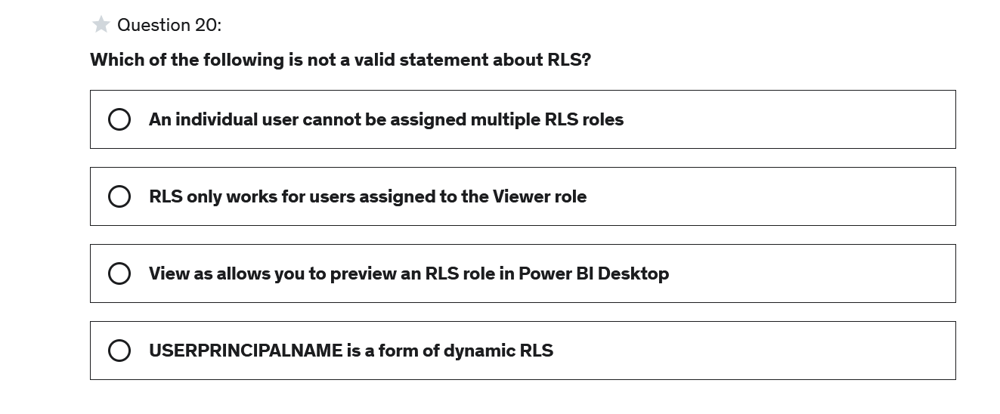 Question 20:
Which of the following is not a valid statement about RLS?
An individual user cannot be assigned multiple RLS roles
RLS only works for users assigned to the Viewer role
View as allows you to preview an RLS role in Power BI Desktop
USERPRINCIPALNAME is a form of dynamic RLS